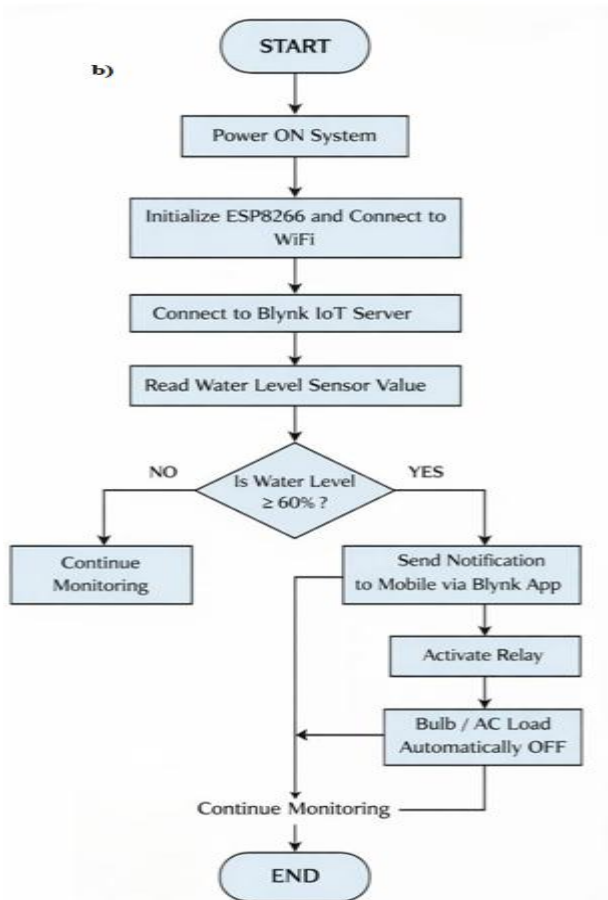 START
b)
Power ON System
Initialize ESP8266 and Connect to
WiFi
Connect to Blynk IoT Server
Read Water Level Sensor Value
NO
Is Water Level
≥ 60% ?
YES
Continue
Monitoring
Send Notification
to Mobile via Blynk App
Activate Relay
Bulb / AC Load
Automatically OFF
Continue Monitoring
END